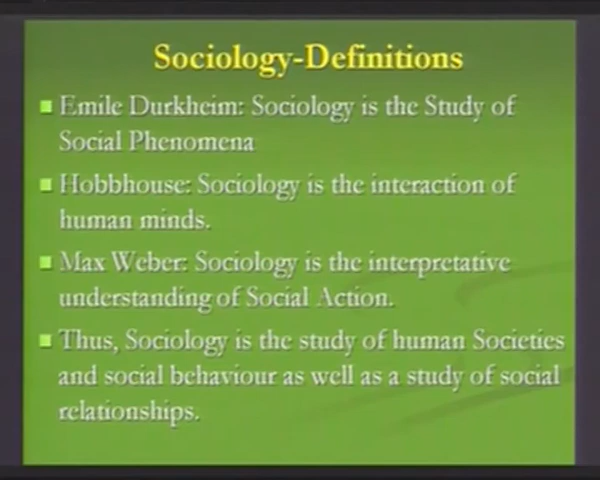 Sociology-Definitions
Emile Durkheim: Sociology is the Study of
Social Phenomena
Hobbhouse: Sociology is the interaction of
human minds.
Max Weber: Sociology is the interpretative
understanding of Social Action.
Thus, Sociology is the study of human Societies
and social behaviour as well as a study of social
relationships.